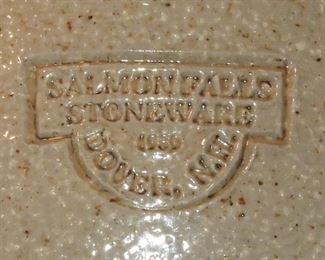 SALMON FALLS
STONEWARE
DOVER, N.H.